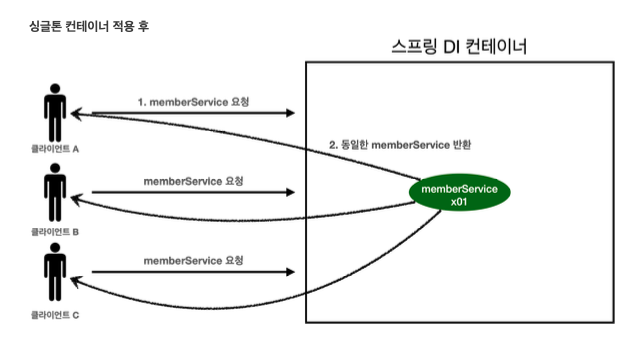 싱글톤 컨테이너 적용 후
스프링 DI 컨테이너
1. memberService 요청
클라이언트 A
2. 동일한 memberService 반환
memberService 요청
memberService
x01
클라이언트 B
memberService 요청
클라이언트 C